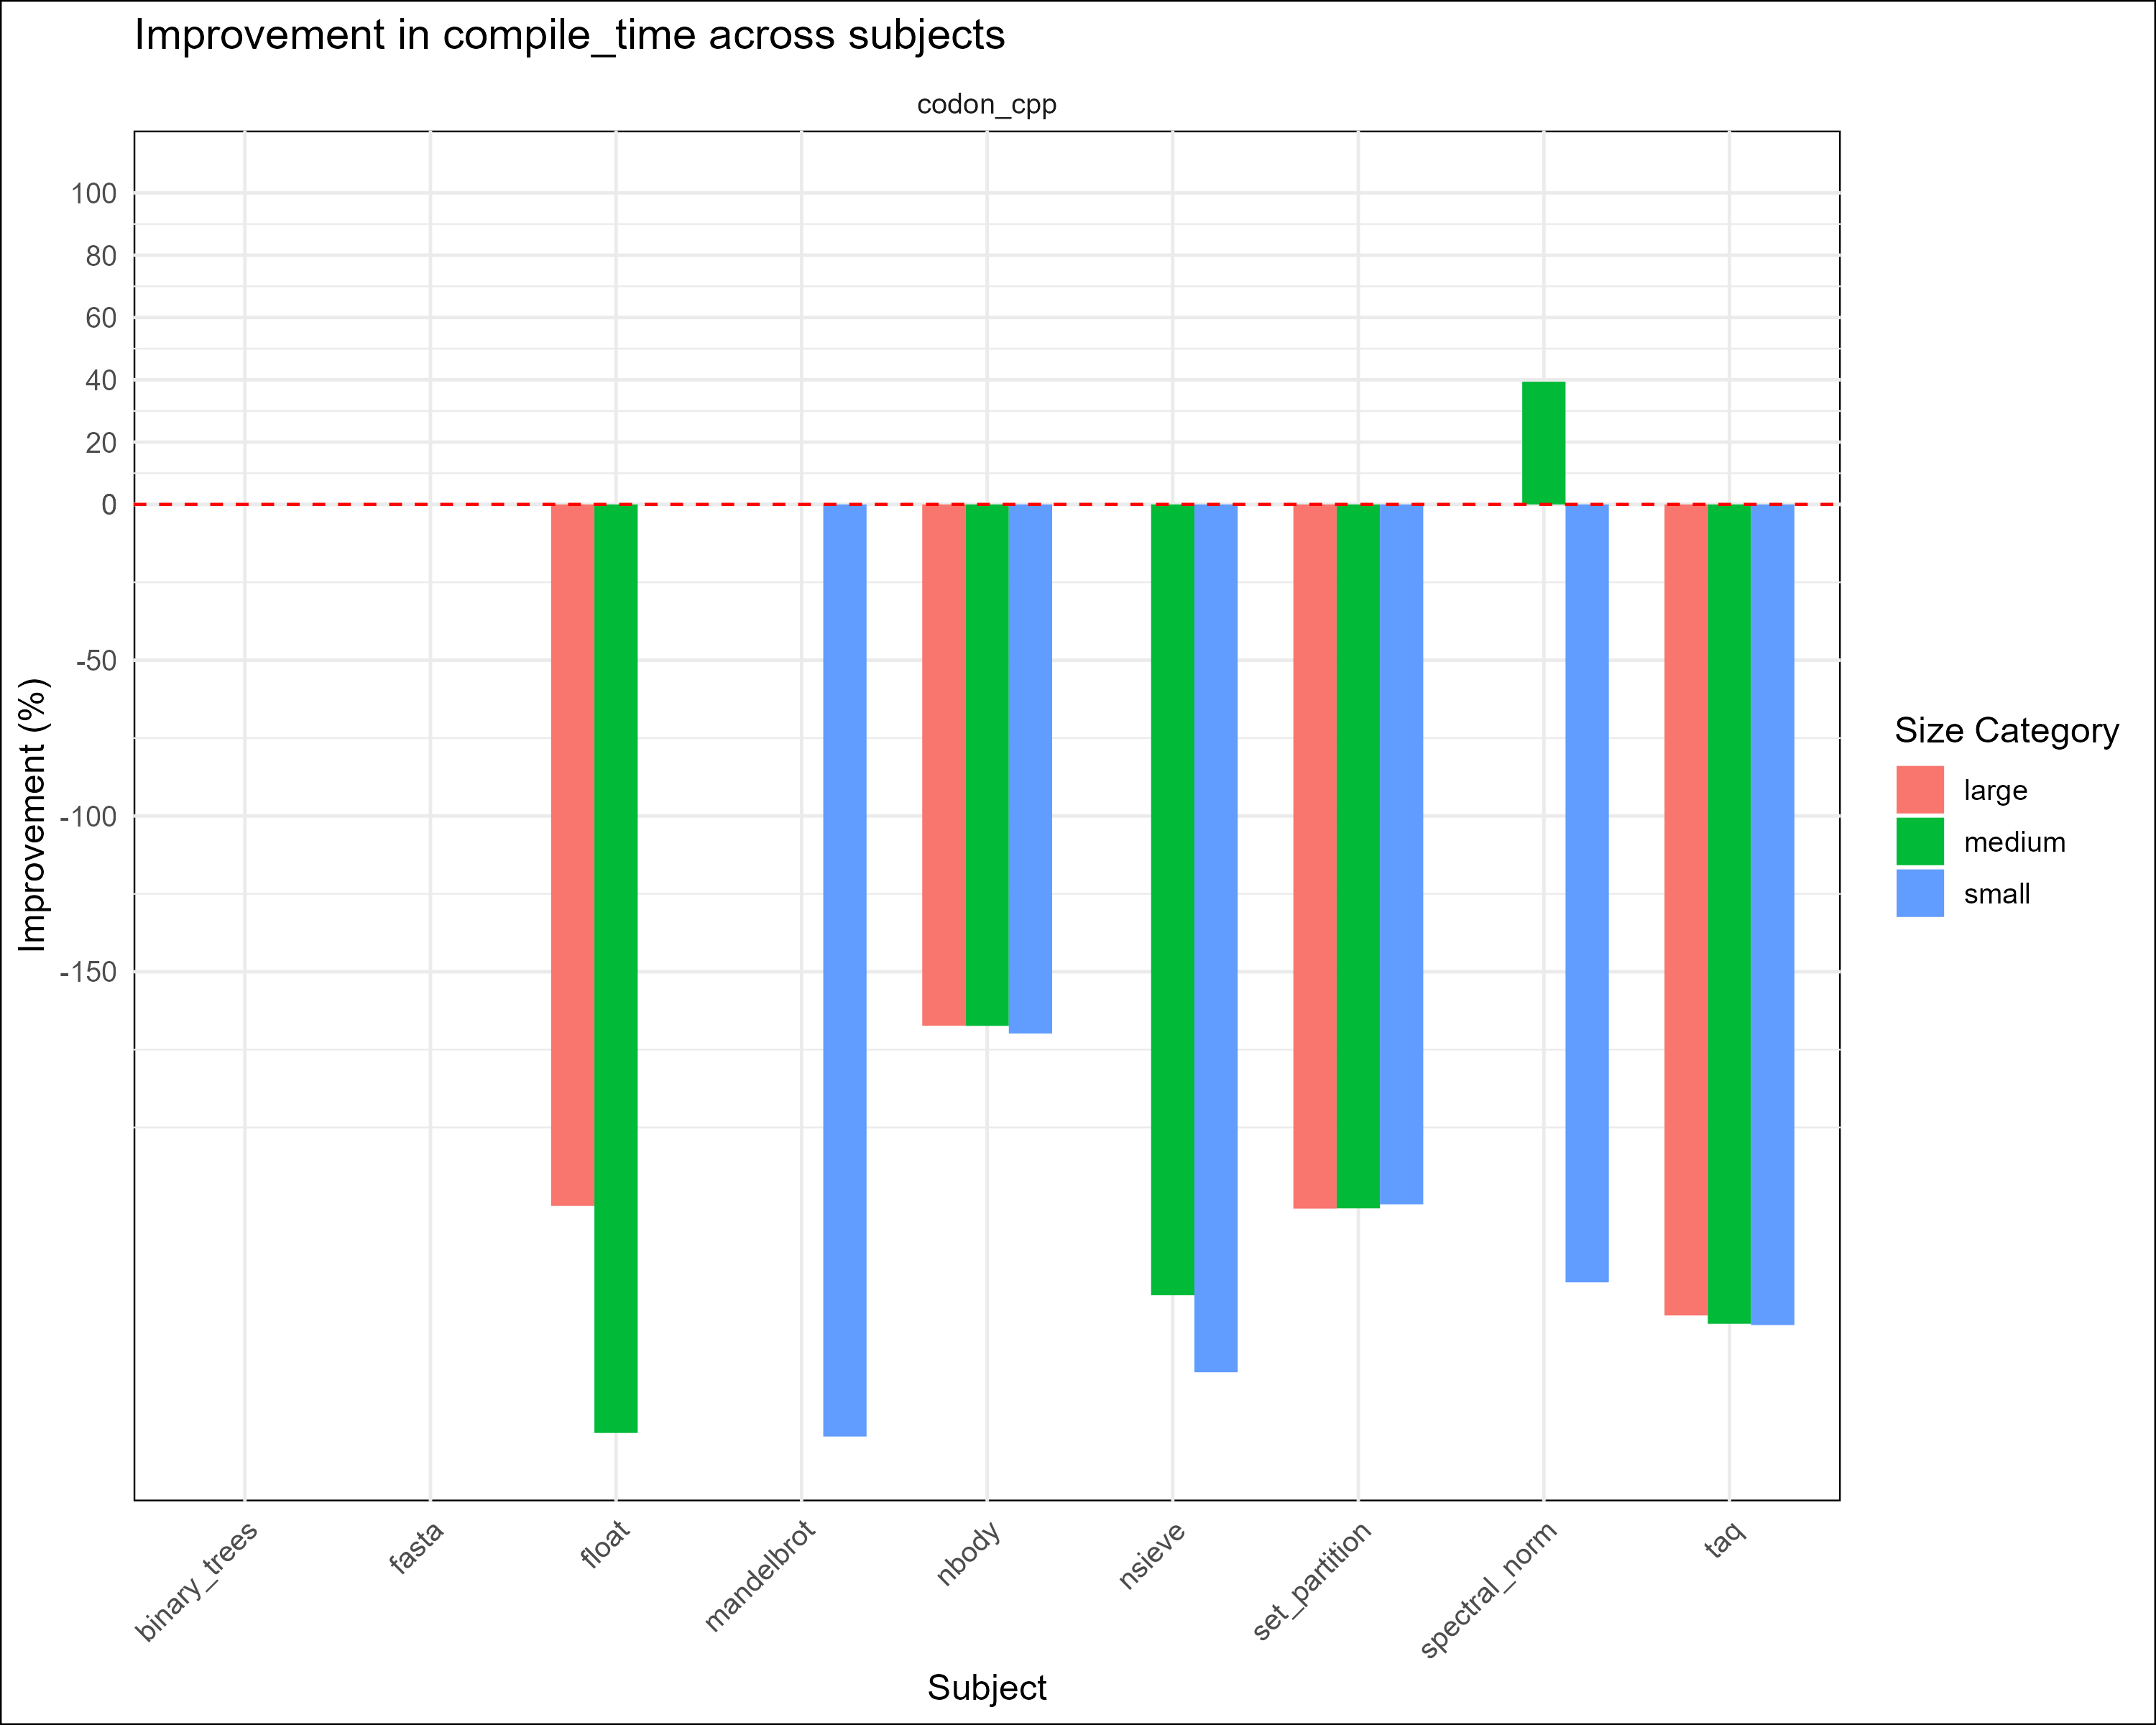 Improvement in compile_time across subjects
codon_cpp
100
80
60
40
20
0
-50
-100
-150
Improvement (%)
binary_trees
fasta
float
mandelbrot
nbody
nsieve
set_partition
spectral_norm
taq
Subject
Size Category
large
medium
small